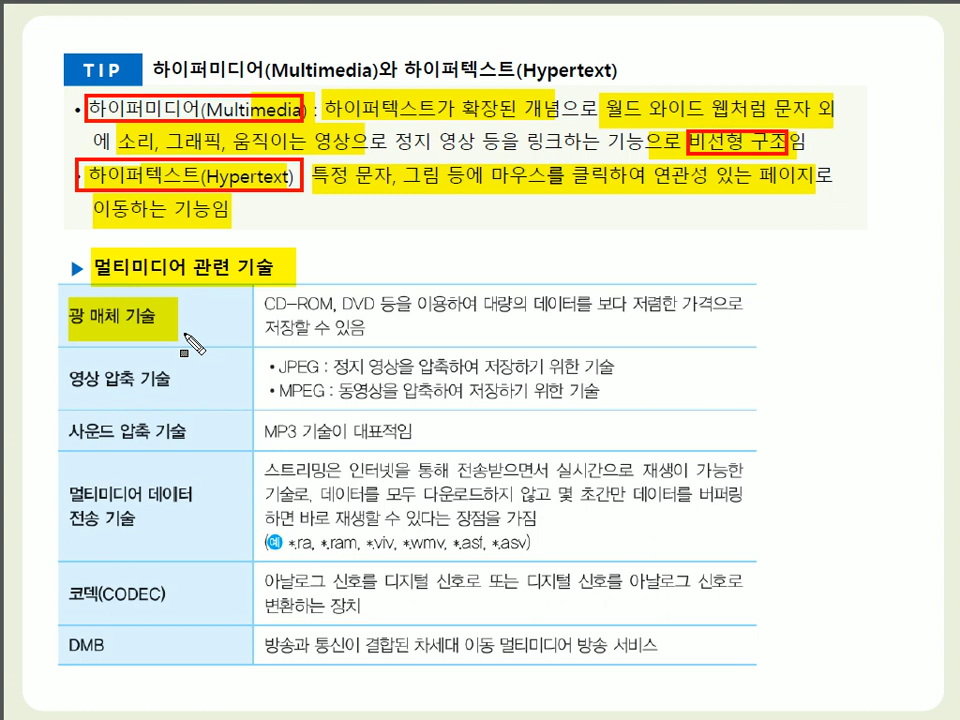 TIP 하이퍼미디어(Multimedia)와 하이퍼텍스트(Hypertext)
• 하이퍼미디어(Multimedia) : 하이퍼텍스트가 확장된 개념으로 월드 와이드 웹처럼 문자 외
에 소리, 그래픽, 움직이는 영상으로 정지 영상 등을 링크하는 기능으로 비선형 구조임
• 하이퍼텍스트(Hypertext) 특정 문자, 그림 등에 마우스를 클릭하여 연관성 있는 페이지로
이동하는 기능임
▶ 멀티미디어 관련 기술
광 매체 기술
CD-ROM, DVD 등을 이용하여 대량의 데이터를 보다 저렴한 가격으로
저장할 수 있음
영상 압축 기술
• JPEG : 정지 영상을 압축하여 저장하기 위한 기술
• MPEG : 동영상을 압축하여 저장하기 위한 기술
사운드 압축 기술
MP3 기술이 대표적임
멀티미디어 데이터
전송 기술
스트리밍은 인터넷을 통해 전송받으면서 실시간으로 재생이 가능한
기술로, 데이터를 모두 다운로드하지 않고 몇 초간만 데이터를 버퍼링
하면 바로 재생할 수 있다는 장점을 가짐
(예 *.ra, *.ram, *.viv, *.wmv, *.asf, *.asv)
코덱(CODEC)
아날로그 신호를 디지털 신호로 또는 디지털 신호를 아날로그 신호로
변환하는 장치
DMB
방송과 통신이 결합된 차세대 이동 멀티미디어 방송 서비스